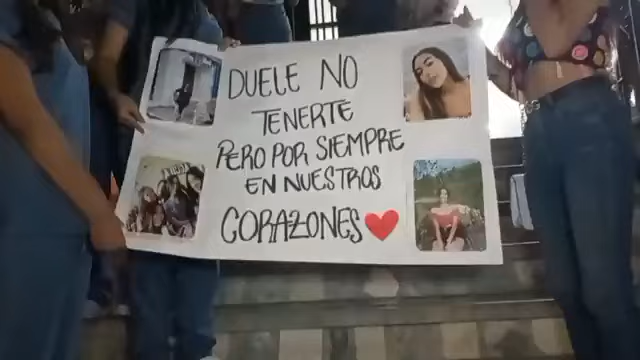 DUELE NO
TENERTE
PERO POR SIEMPRE
EN NUESTROS
CORAZONES